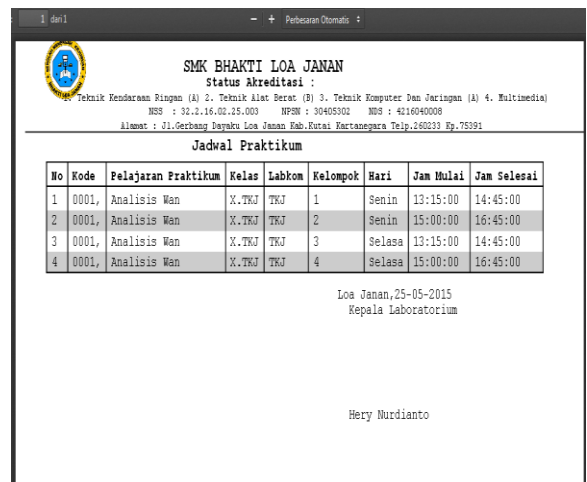 1 dari 1 − + Perbesaran Otomatis
SMK BHAKTI LOA JANAN
Status Akreditasi :
1. Teknik Kendaraan Ringan (A) 2. Teknik Alat Berat (B) 3. Teknik Komputer Dan Jaringan (A) 4. Multimedia)
NSS : 32.2.16.02.25.003 NPSN : 30405302 NDS : 4216040008
Alamat : Jl.Gerbang Dayaku Loa Janan Kab.Kutai Kartanegara Telp.260233 Kp.75391
Jadwal Praktikum
No Kode Pelajaran Praktikum Kelas Labkom Kelompok Hari Jam Mulai Jam Selesai
1 0001, Analisis Wan X.TKJ TKJ 1 Senin 13:15:00 14:45:00
2 0001, Analisis Wan X.TKJ TKJ 2 Senin 15:00:00 16:45:00
3 0001, Analisis Wan X.TKJ TKJ 3 Selasa 13:15:00 14:45:00
4 0001, Analisis Wan X.TKJ TKJ 4 Selasa 15:00:00 16:45:00
Loa Janan,25-05-2015
Kepala Laboratorium
Hery Nurdianto